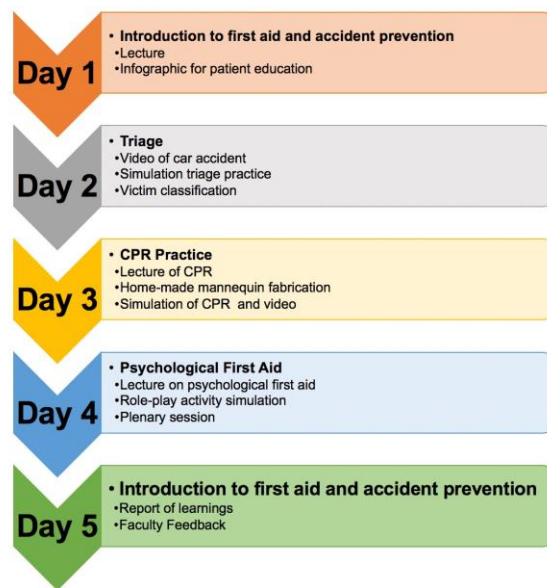 Day 1
• Introduction to first aid and accident prevention
•Lecture
•Infographic for patient education
Day 2
• Triage
•Video of car accident
•Simulation triage practice
•Victim classification
Day 3
• CPR Practice
•Lecture of CPR
•Home-made mannequin fabrication
•Simulation of CPR and video
Day 4
• Psychological First Aid
•Lecture on psychological first aid
•Role-play activity simulation
•Plenary session
Day 5
• Introduction to first aid and accident prevention
•Report of learnings
•Faculty Feedback